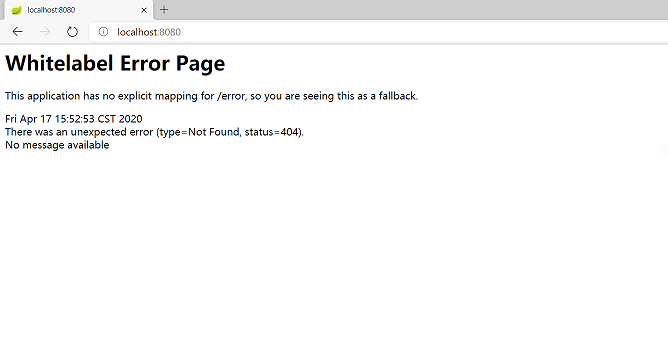 localhost:8080
localhost:8080
Whitelabel Error Page
This application has no explicit mapping for /error, so you are seeing this as a fallback.
Fri Apr 17 15:52:53 CST 2020
There was an unexpected error (type=Not Found, status=404).
No message available